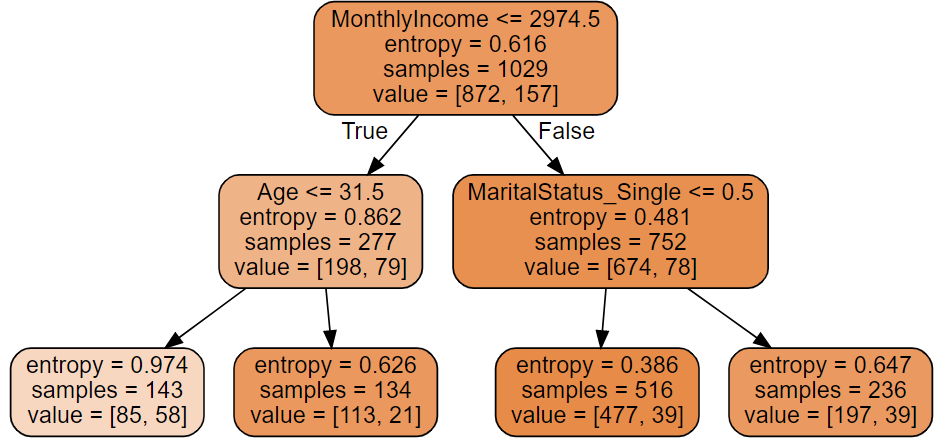 MonthlyIncome <= 2974.5
entropy = 0.616
samples = 1029
value = [872, 157]
True
False
Age <= 31.5
entropy = 0.862
samples = 277
value = [198, 79]
MaritalStatus_Single <= 0.5
entropy = 0.481
samples = 752
value = [674, 78]
entropy = 0.974
samples = 143
value = [85, 58]
entropy = 0.626
samples = 134
value = [113, 21]
entropy = 0.386
samples = 516
value = [477, 39]
entropy = 0.647
samples = 236
value = [197, 39]